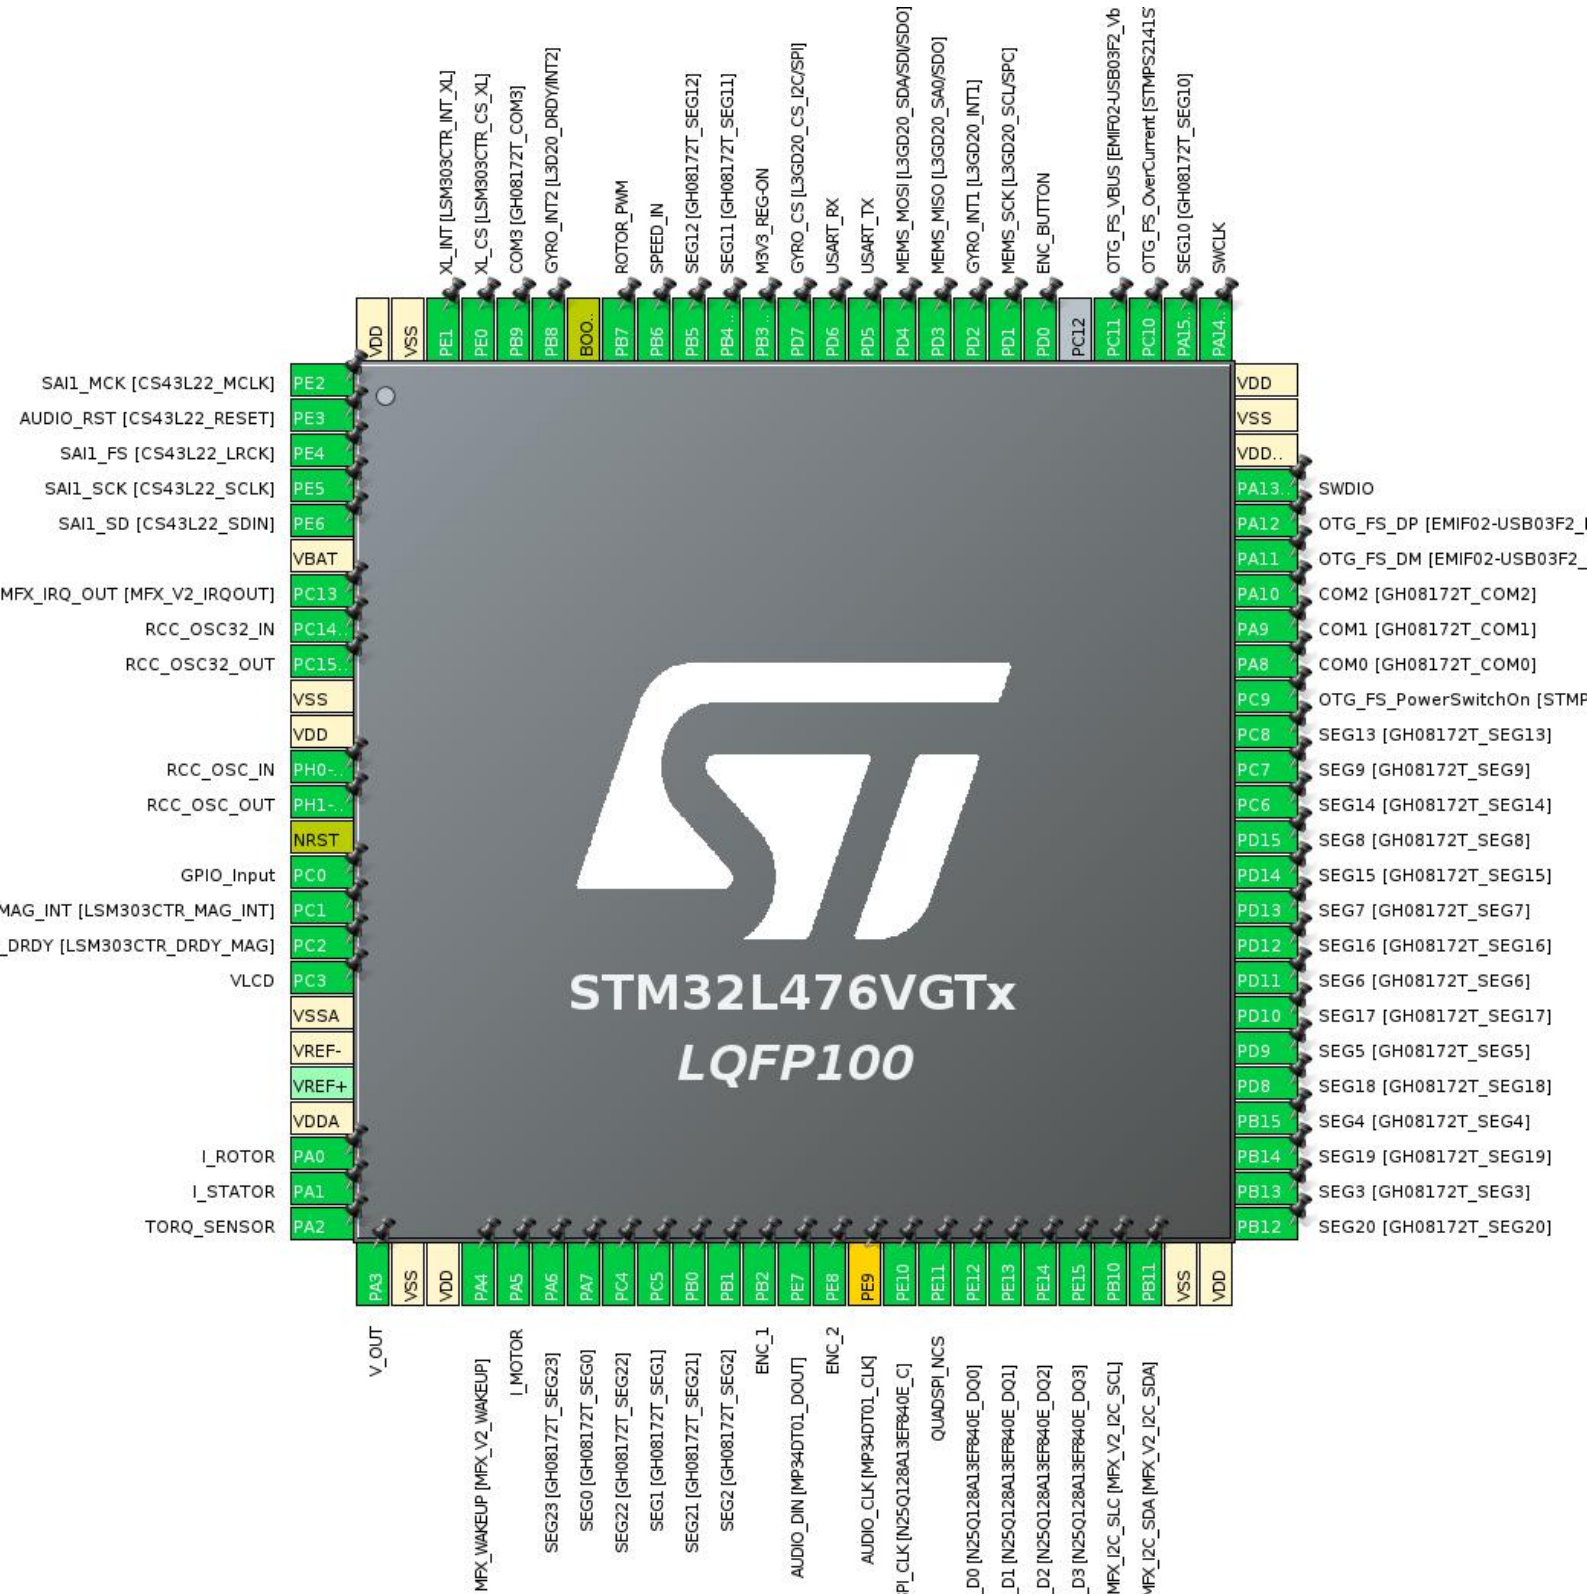 XL_INT [LSM303CTR_INT_XL]
XL_CS [LSM303CTR_CS_XL]
COM3 [GH08172T_COM3]
GYRO_INT2 [L3D20_DRDY/INT2]
ROTOR_PWM
SPEED_IN
SEG12 [GH08172T_SEG12]
SEG11 [GH08172T_SEG11]
M3V3_REG-ON
GYRO_CS [L3GD20_CS_I2C/SPI]
USART_RX
USART_TX
MEMS_MOSI [L3GD20_SDA/SDI/SDO]
MEMS_MISO [L3GD20_SA0/SDO]
GYRO_INT1 [L3GD20_INT1]
MEMS_SCK [L3GD20_SCL/SPC]
ENC_BUTTON
OTG_FS_VBUS [EMIF02-USB03F2_Vb
OTG_FS_OverCurrent [STMPS2141S
SEG10 [GH08172T_SEG10]
SWCLK
VDD
VSS
PE1
PE0
PB9
PB8
BOO..
PB7
PB6
PB5
PB4..
PB3..
PD7
PD6
PD5
PD4
PD3
PD2
PD1
PD0
PC12
PC11
PC10
PA15..
PA14..
SAI1_MCK [CS43L22_MCLK] PE2
AUDIO_RST [CS43L22_RESET] PE3
SAI1_FS [CS43L22_LRCK] PE4
SAI1_SCK [CS43L22_SCLK] PE5
SAI1_SD [CS43L22_SDIN] PE6
VBAT
MFX_IRQ_OUT [MFX_V2_IRQOUT] PC13
RCC_OSC32_IN PC14..
RCC_OSC32_OUT PC15..
VSS
VDD
RCC_OSC_IN PH0-..
RCC_OSC_OUT PH1-..
NRST
GPIO_Input PC0
MAG_INT [LSM303CTR_MAG_INT] PC1
_DRDY [LSM303CTR_DRDY_MAG] PC2
VLCD PC3
VSSA
VREF-
VREF+
VDDA
I_ROTOR PA0
I_STATOR PA1
TORQ_SENSOR PA2
STM32L476VGTx
LQFP100
VDD
VSS
VDD..
PA13.. SWDIO
PA12 OTG_FS_DP [EMIF02-USB03F2_
PA11 OTG_FS_DM [EMIF02-USB03F2_
PA10 COM2 [GH08172T_COM2]
PA9 COM1 [GH08172T_COM1]
PA8 COM0 [GH08172T_COM0]
PC9 OTG_FS_PowerSwitchOn [STMP
PC8 SEG13 [GH08172T_SEG13]
PC7 SEG9 [GH08172T_SEG9]
PC6 SEG14 [GH08172T_SEG14]
PD15 SEG8 [GH08172T_SEG8]
PD14 SEG15 [GH08172T_SEG15]
PD13 SEG7 [GH08172T_SEG7]
PD12 SEG16 [GH08172T_SEG16]
PD11 SEG6 [GH08172T_SEG6]
PD10 SEG17 [GH08172T_SEG17]
PD9 SEG5 [GH08172T_SEG5]
PD8 SEG18 [GH08172T_SEG18]
PB15 SEG4 [GH08172T_SEG4]
PB14 SEG19 [GH08172T_SEG19]
PB13 SEG3 [GH08172T_SEG3]
PB12 SEG20 [GH08172T_SEG20]
PA3
VSS
VDD
PA4
PA5
PA6
PA7
PC4
PC5
PB0
PB1
PB2
PE7
PE8
PE9
PE10
PE11
PE12
PE13
PE14
PE15
PB10
PB11
VSS
VDD
V_OUT
MFX_WAKEUP [MFX_V2_WAKEUP]
I_MOTOR
SEG23 [GH08172T_SEG23]
SEG0 [GH08172T_SEG0]
SEG22 [GH08172T_SEG22]
SEG1 [GH08172T_SEG1]
SEG21 [GH08172T_SEG21]
SEG2 [GH08172T_SEG2]
ENC_1
AUDIO_DIN [MP34DT01_DOUT]
ENC_2
AUDIO_CLK [MP34DT01_CLK]
PI_CLK [N25Q128A13EF840E_C]
QUADSPI_NCS
_D0 [N25Q128A13EF840E_DQ0]
_D1 [N25Q128A13EF840E_DQ1]
_D2 [N25Q128A13EF840E_DQ2]
_D3 [N25Q128A13EF840E_DQ3]
MFX_I2C_SLC [MFX_V2_I2C_SCL]
MFX_I2C_SDA [MFX_V2_I2C_SDA]